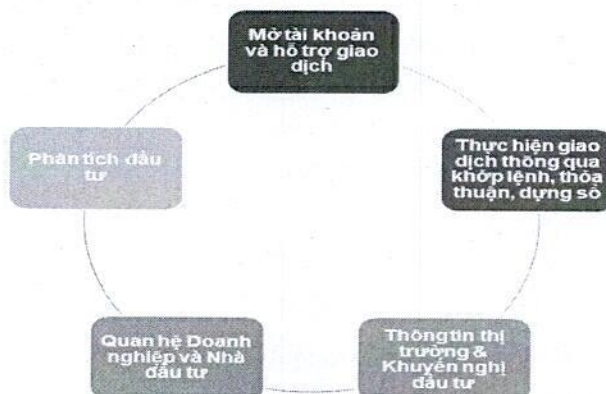 Mở tài khoản
và hỗ trợ giao
dịch
Thực hiện giao
dịch thông qua
khớp lệnh, thỏa
thuận, dựng sổ
Thông tin thị
trường &
Khuyến nghị
đầu tư
Quan hệ Doanh
nghiệp và Nhà
đầu tư
Phân tích đầu
tư